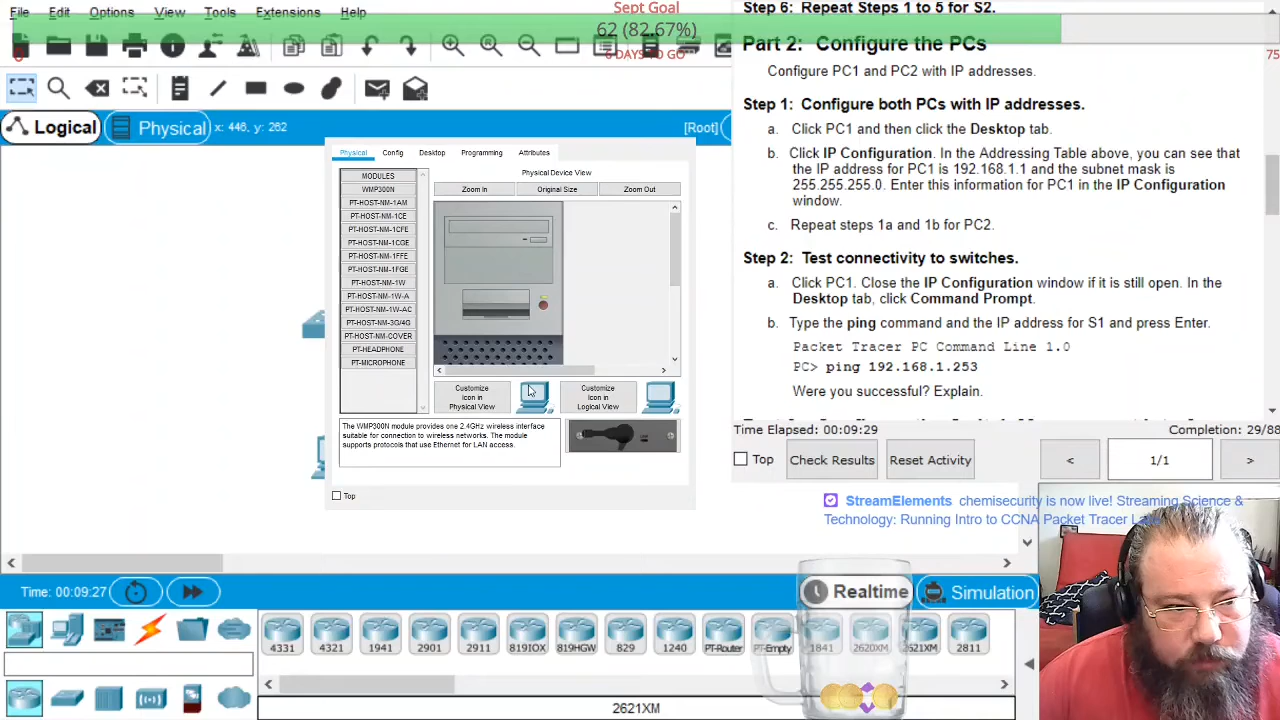 File Edit Options View Tools Extensions Help
Sept Goal
62 (82.67%)
6 DAYS TO GO
0
75
Logical
Physical
x: 446, y: 262
[Root]
Physical Config Desktop Programming Attributes
MODULES
WMP300N
PT-HOST-NM-1AM
PT-HOST-NM-1CE
PT-HOST-NM-1CFE
PT-HOST-NM-1CGE
PT-HOST-NM-1FFE
PT-HOST-NM-1FGE
PT-HOST-NM-1W
PT-HOST-NM-1W-A
PT-HOST-NM-1W-AC
PT-HOST-NM-3G/4G
PT-HOST-NM-COVER
PT-HEADPHONE
PT-MICROPHONE
Physical Device View
Zoom In Original Size Zoom Out
Customize
Icon in
Physical View
Customize
Icon in
Logical View
The WMP300N module provides one 2.4GHz wireless interface
suitable for connection to wireless networks. The module
supports protocols that use Ethernet for LAN access.
Top
Step 6: Repeat Steps 1 to 5 for S2.
Part 2: Configure the PCs
Configure PC1 and PC2 with IP addresses.
Step 1: Configure both PCs with IP addresses.
a. Click PC1 and then click the Desktop tab.
b. Click IP Configuration. In the Addressing Table above, you can see that
the IP address for PC1 is 192.168.1.1 and the subnet mask is
255.255.255.0. Enter this information for PC1 in the IP Configuration
window.
c. Repeat steps 1a and 1b for PC2.
Step 2: Test connectivity to switches.
a. Click PC1. Close the IP Configuration window if it is still open. In the
Desktop tab, click Command Prompt.
b. Type the ping command and the IP address for S1 and press Enter.
Packet Tracer PC Command Line 1.0
PC> ping 192.168.1.253
Were you successful? Explain.
Time Elapsed: 00:09:29 Completion: 29/88
Top Check Results Reset Activity < 1/1 >
StreamElements chemisecurity is now live! Streaming Science &
Technology: Running Intro to CCNA Packet Tracer
Time: 00:09:27
Realtime Simulation
4331 4321 1941 2901 2911 819IOX 819HGW 829 1240 PT-Router PT-Empty 1841 2620XM 2621XM 2811
2621XM